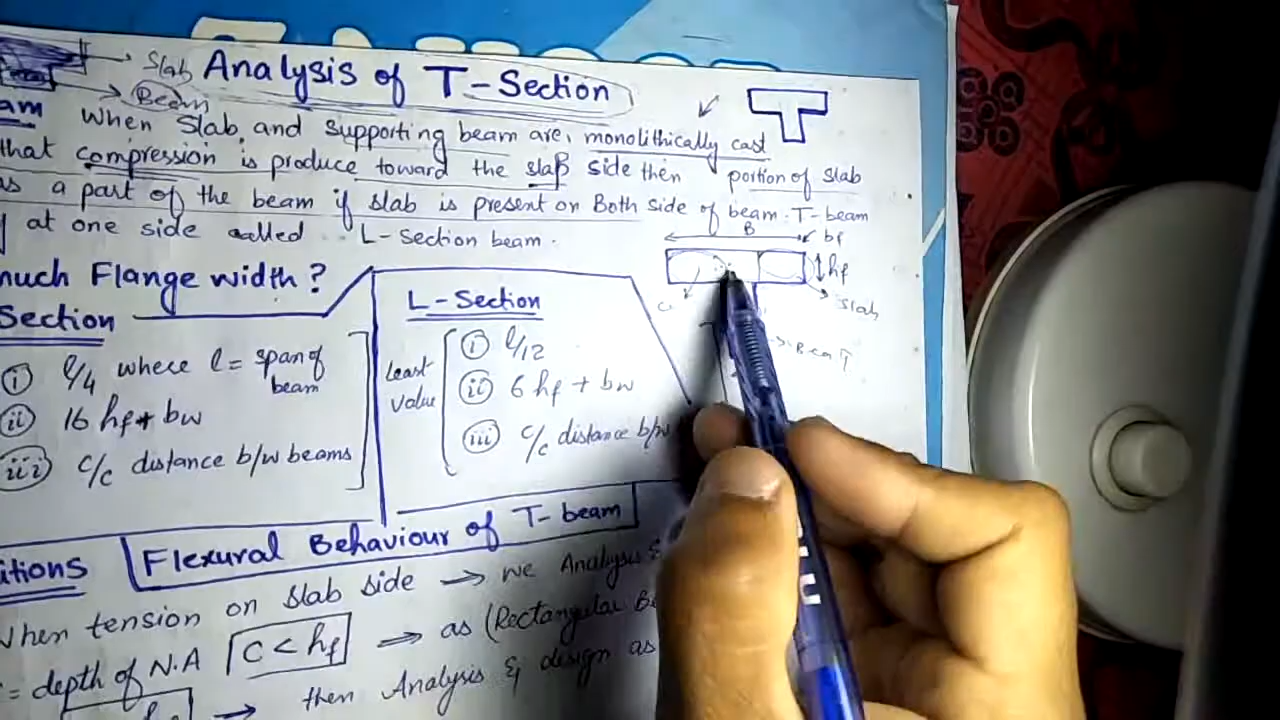 Slab
Analysis of T-Section
Beam
am When Slab and supporting beam are, monolithically cast
that compression is produce toward the slab side then portion of slab
as a part of the beam if slab is present on Both side of beam. T-beam
at one side called L-Section beam.
B
bf
hf
slab
much Flange width?
Section
(i) l/4 where l = span of beam
(ii) 16 hf + bw
(iii) c/c distance b/w beams
L-Section
Least value
(i) l/12
(ii) 6 hf + bw
(iii) c/c distance b/w
itions
Flexural Behaviour of T-beam
When tension on slab side → we Analysis
= depth of N.A C < hf ⇒ as (Rectangular
→ then Analysis & design as